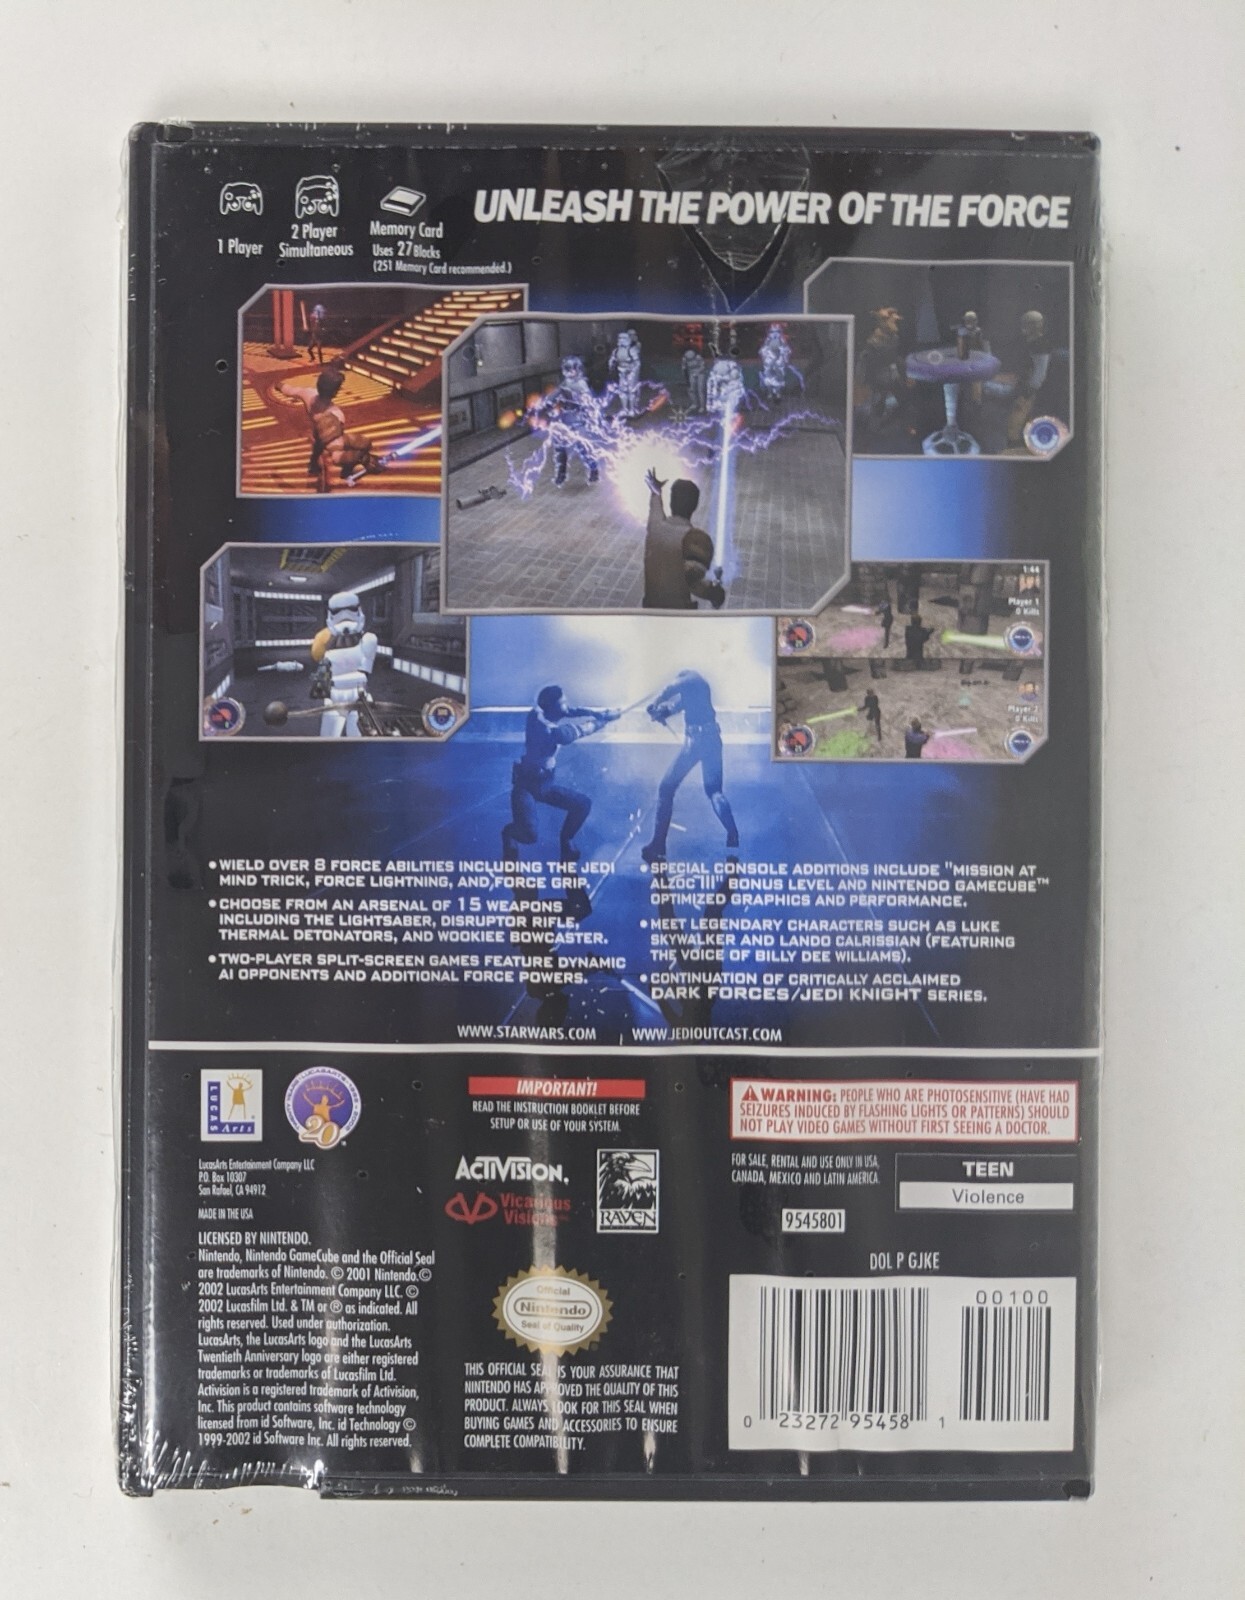 1 Player
2 Player
Simultaneous
Memory Card
Uses 27 Blocks
(251 Memory Card recommended.)
UNLEASH THE POWER OF THE FORCE
1:44
Player 1
0 Kills
Player 2
0 Kills
• WIELD OVER 8 FORCE ABILITIES INCLUDING THE JEDI
MIND TRICK, FORCE LIGHTNING, AND FORCE GRIP.
• CHOOSE FROM AN ARSENAL OF 15 WEAPONS
INCLUDING THE LIGHTSABER, DISRUPTOR RIFLE,
THERMAL DETONATORS, AND WOOKIEE BOWCASTER.
• TWO-PLAYER SPLIT-SCREEN GAMES FEATURE DYNAMIC
AI OPPONENTS AND ADDITIONAL FORCE POWERS.
• SPECIAL CONSOLE ADDITIONS INCLUDE "MISSION AT
ALZOC III" BONUS LEVEL AND NINTENDO GAMECUBE™
OPTIMIZED GRAPHICS AND PERFORMANCE.
• MEET LEGENDARY CHARACTERS SUCH AS LUKE
SKYWALKER AND LANDO CALRISSIAN (FEATURING
THE VOICE OF BILLY DEE WILLIAMS).
• CONTINUATION OF CRITICALLY ACCLAIMED
DARK FORCES/JEDI KNIGHT SERIES.
WWW.STARWARS.COM | WWW.JEDIOUTCAST.COM
LUCAS
Arts
20
LucasArts Entertainment Company LLC
P.O. Box 10307
San Rafael, CA 94912
MADE IN THE USA
LICENSED BY NINTENDO.
Nintendo, Nintendo GameCube and the Official Seal
are trademarks of Nintendo. © 2001 Nintendo.©
2002 LucasArts Entertainment Company LLC. ©
2002 Lucasfilm Ltd. & TM or ® as indicated. All
rights reserved. Used under authorization.
LucasArts, the LucasArts logo and the LucasArts
Twentieth Anniversary logo are either registered
trademarks or trademarks of Lucasfilm Ltd.
Activision is a registered trademark of Activision,
Inc. This product contains software technology
licensed from id Software, Inc. id Technology ©
1999-2002 id Software Inc. All rights reserved.
IMPORTANT!
READ THE INSTRUCTION BOOKLET BEFORE
SETUP OR USE OF YOUR SYSTEM.
ACTIVISION.
Vicarious
Visions™
RAVEN
Official
Nintendo
Seal of Quality
THIS OFFICIAL SEAL IS YOUR ASSURANCE THAT
NINTENDO HAS APPROVED THE QUALITY OF THIS
PRODUCT. ALWAYS LOOK FOR THIS SEAL WHEN
BUYING GAMES AND ACCESSORIES TO ENSURE
COMPLETE COMPATIBILITY.
WARNING: PEOPLE WHO ARE PHOTOSENSITIVE (HAVE HAD
SEIZURES INDUCED BY FLASHING LIGHTS OR PATTERNS) SHOULD
NOT PLAY VIDEO GAMES WITHOUT FIRST SEEING A DOCTOR.
FOR SALE, RENTAL AND USE ONLY IN USA,
CANADA, MEXICO AND LATIN AMERICA.
TEEN
Violence
9545801
DOL P GJKE
00100
0 23272 95458 1